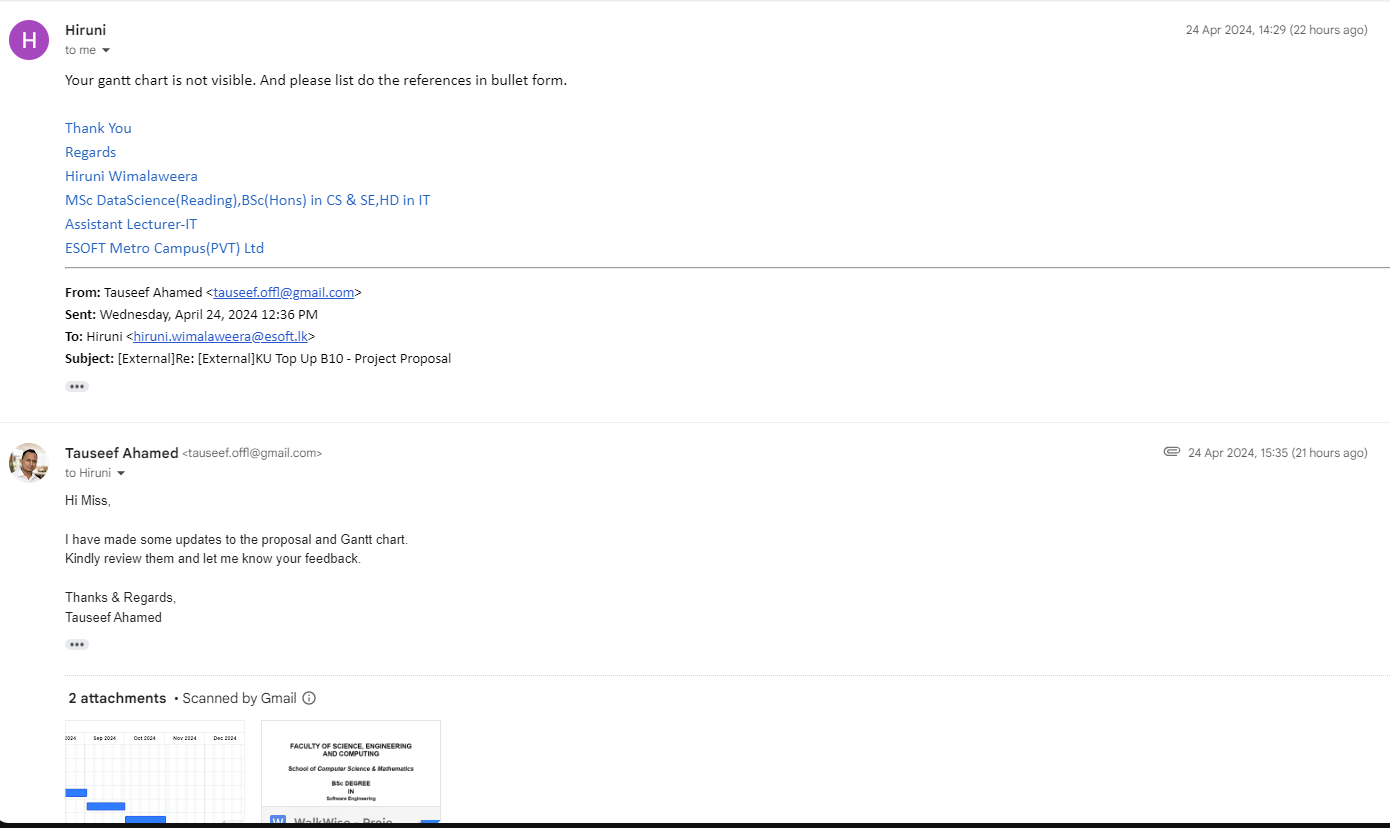 H
Hiruni
24 Apr 2024, 14:29 (22 hours ago)
to me
Your gantt chart is not visible. And please list do the references in bullet form.
Thank You
Regards
Hiruni Wimalaweera
MSc DataScience(Reading),BSc(Hons) in CS & SE,HD in IT
Assistant Lecturer-IT
ESOFT Metro Campus(PVT) Ltd
From: Tauseef Ahamed <tauseef.offl@gmail.com>
Sent: Wednesday, April 24, 2024 12:36 PM
To: Hiruni <hiruni.wimalaweera@esoft.lk>
Subject: [External]Re: [External]KU Top Up B10 - Project Proposal
Tauseef Ahamed <tauseef.offl@gmail.com>
24 Apr 2024, 15:35 (21 hours ago)
to Hiruni
Hi Miss,
I have made some updates to the proposal and Gantt chart.
Kindly review them and let me know your feedback.
Thanks & Regards,
Tauseef Ahamed
2 attachments • Scanned by Gmail
2024 Sep 2024 Oct 2024 Nov 2024 Dec 2024
FACULTY OF SCIENCE, ENGINEERING
AND COMPUTING
School of Computer Science & Mathematics
BSc DEGREE
IN
Software Engineering
W WalkWise - Proje